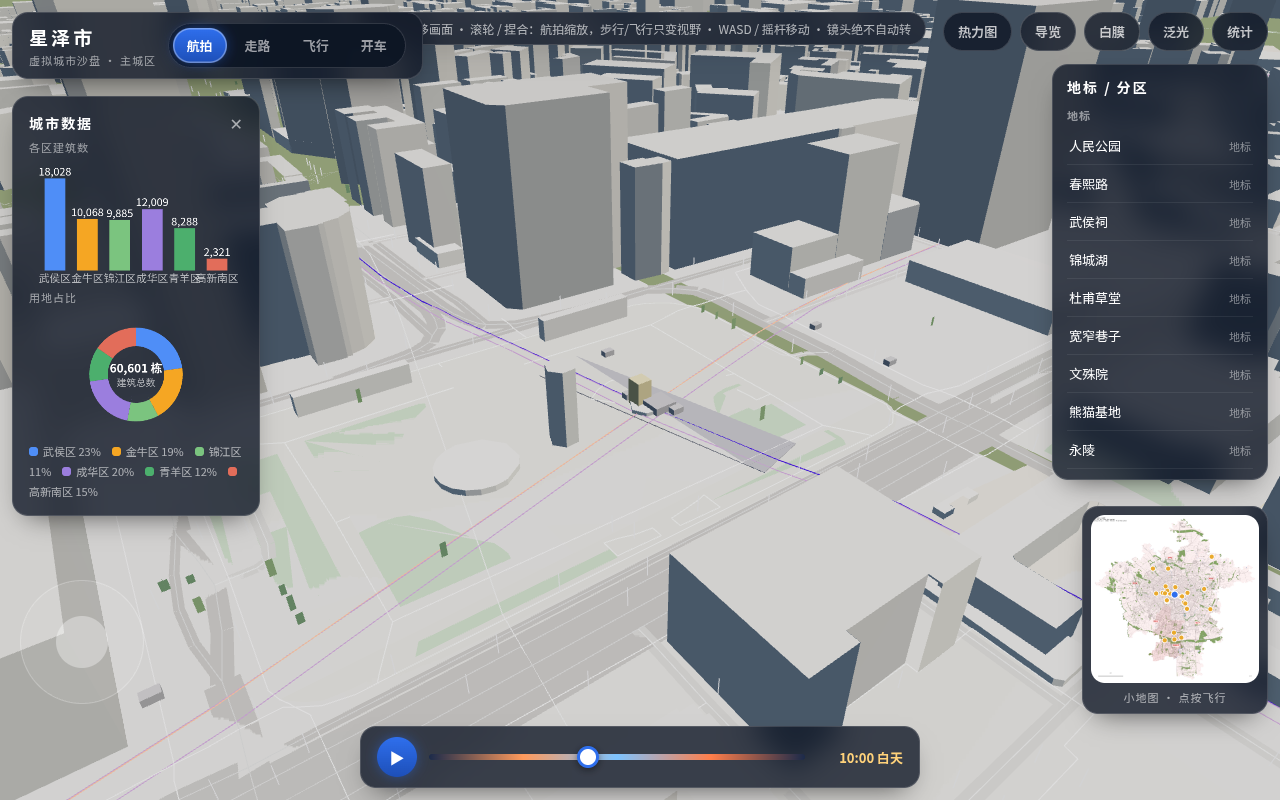 星泽市
虚拟城市沙盘 · 主城区
航拍
走路
飞行
开车
移画面 · 滚轮 / 捏合：航拍缩放，步行/飞行只变视野 · WASD / 摇杆移动 · 镜头绝不自动转
热力图
导览
白膜
泛光
统计
城市数据
×
各区建筑数
18,028
10,068
9,885
12,009
8,288
2,321
武侯区
金牛区
锦江区
成华区
青羊区
高新南区
用地占比
60,601 栋
建筑总数
武侯区 23% 金牛区 19% 锦江区
11% 成华区 20% 青羊区 12%
高新南区 15%
地标 / 分区
地标
人民公园 地标
春熙路 地标
武侯祠 地标
锦城湖 地标
杜甫草堂 地标
宽窄巷子 地标
文殊院 地标
熊猫基地 地标
永陵 地标
小地图 · 点按飞行
10:00 白天